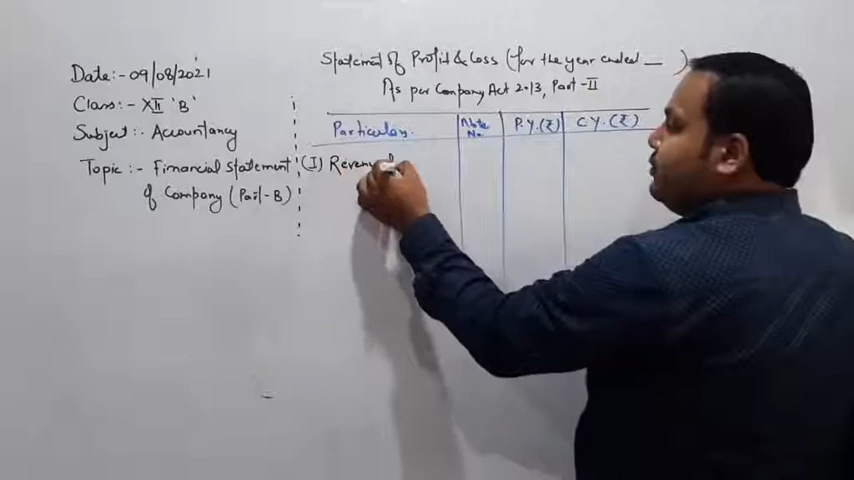 Date:- 09/08/2021
Class:- XII 'B'
Subject:. Accountancy
Topic:- Financial Statement
of Company (Part-B)
Statement of Profit & Loss (for the year ended __ )
As per Company Act 2013, Part-II
Particulars. Note No. P.Y.(₹) C.Y.(₹)
(I) Revenue